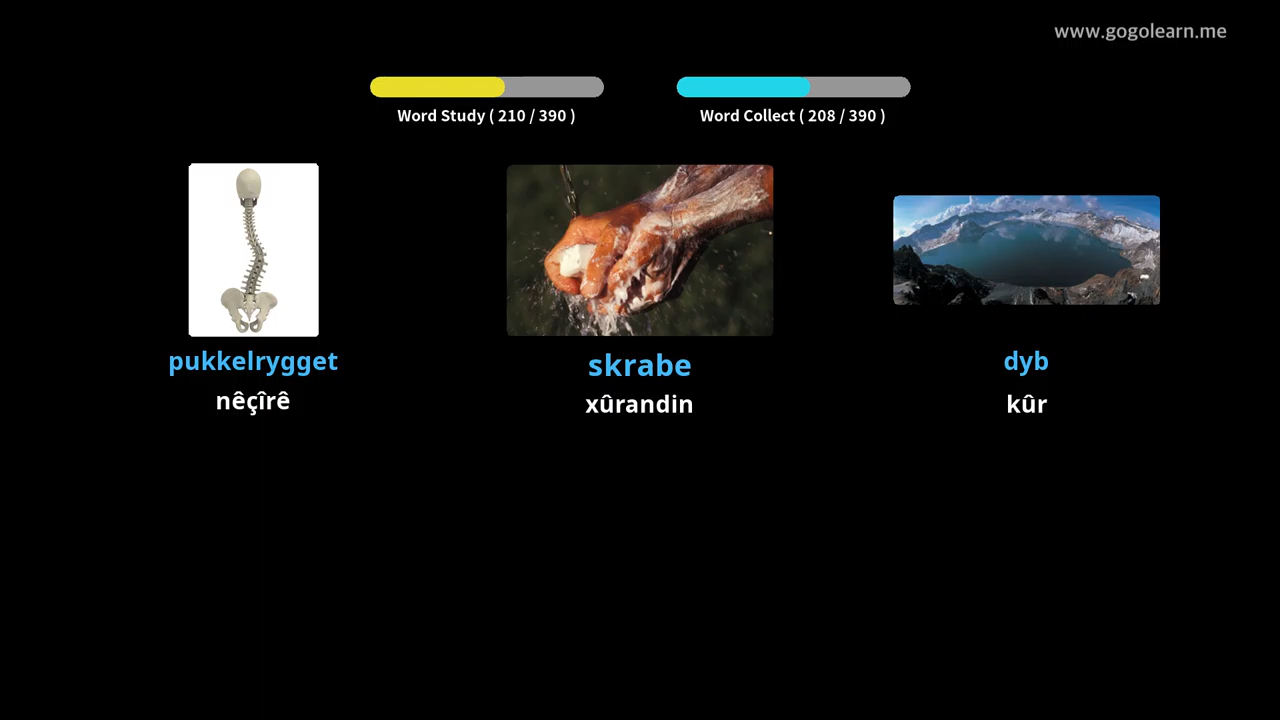 www.gogolearn.me
Word Study ( 210 / 390 )
Word Collect ( 208 / 390 )
pukkelrygget
skrabe
dyb
nêçîrê
xûrandin
kûr